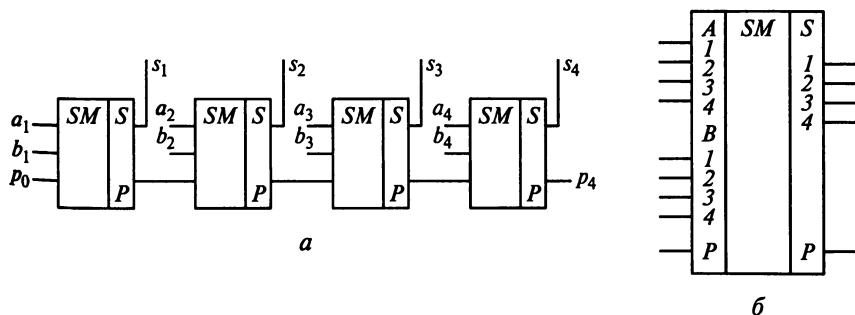 s₁ s₂ s₃ s₄
a₁ SM S a₂ SM S a₃ SM S a₄ SM S
b₁ b₂ b₃ b₄
p₀ P P P P p₄
а
A SM S
1
2 1
3 2
4 3
B 4
1
2
3
4
P P
б